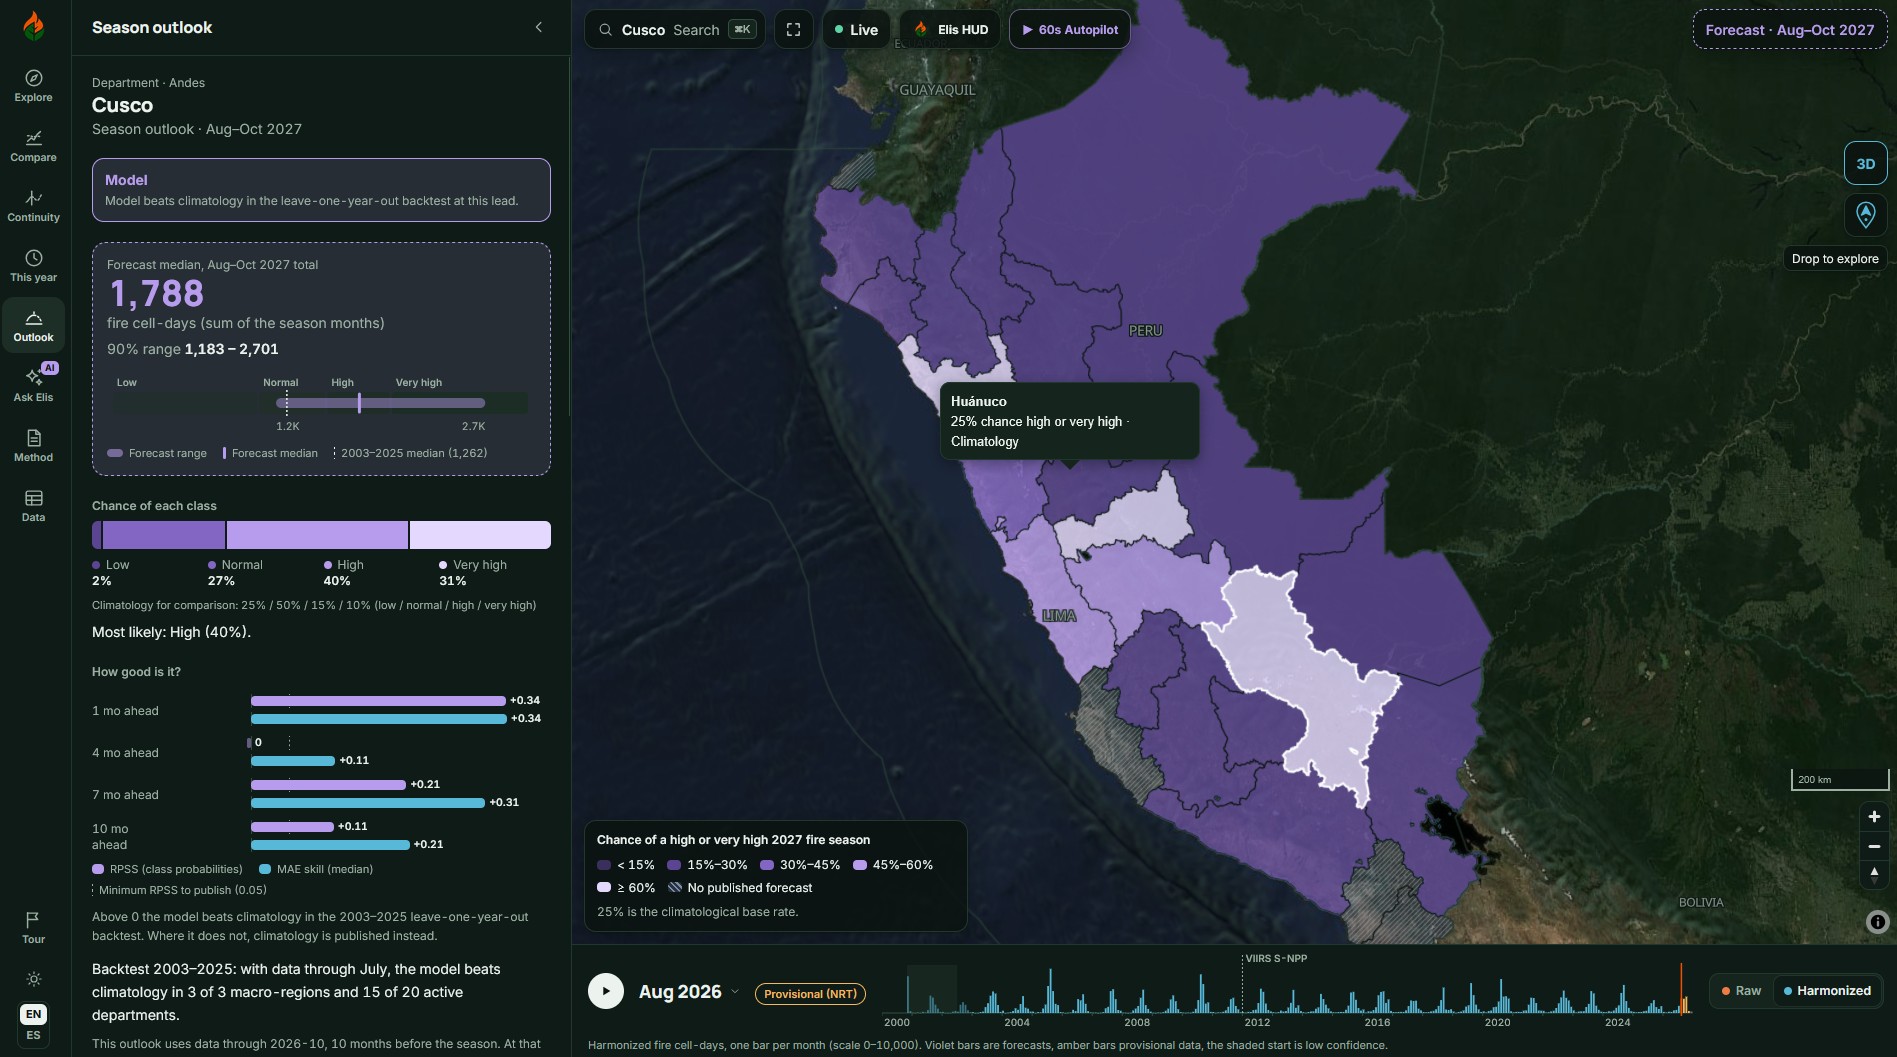 Season outlook
Cusco Search ⌘K
Live
Elis HUD
60s Autopilot
Forecast · Aug–Oct 2027
Explore
Compare
Continuity
This year
Outlook
AI
Ask Elis
Method
Data
Tour
EN
ES
Department · Andes
Cusco
Season outlook · Aug–Oct 2027
Model
Model beats climatology in the leave-one-year-out backtest at this lead.
Forecast median, Aug–Oct 2027 total
1,788
fire cell-days (sum of the season months)
90% range 1,183 – 2,701
Low Normal High Very high
1.2K 2.7K
Forecast range Forecast median 2003–2025 median (1,262)
Chance of each class
Low Normal High Very high
2% 27% 40% 31%
Climatology for comparison: 25% / 50% / 15% / 10% (low / normal / high / very high)
Most likely: High (40%).
How good is it?
1 mo ahead +0.34 +0.34
4 mo ahead 0 +0.11
7 mo ahead +0.21 +0.31
10 mo ahead +0.11 +0.21
RPSS (class probabilities) MAE skill (median)
Minimum RPSS to publish (0.05)
Above 0 the model beats climatology in the 2003–2025 leave-one-year-out
backtest. Where it does not, climatology is published instead.
Backtest 2003–2025: with data through July, the model beats
climatology in 3 of 3 macro-regions and 15 of 20 active
departments.
This outlook uses data through 2026-10, 10 months before the season. At that
ECUADOR
GUAYAQUIL
PERU
LIMA
BOLIVIA
Huánuco
25% chance high or very high ·
Climatology
3D
Drop to explore
200 km
Chance of a high or very high 2027 fire season
< 15% 15%–30% 30%–45% 45%–60%
≥ 60% No published forecast
25% is the climatological base rate.
Aug 2026
Provisional (NRT)
VIIRS S-NPP
2000 2004 2008 2012 2016 2020 2024
Raw Harmonized
Harmonized fire cell-days, one bar per month (scale 0–10,000). Violet bars are forecasts, amber bars provisional data, the shaded start is low confidence.